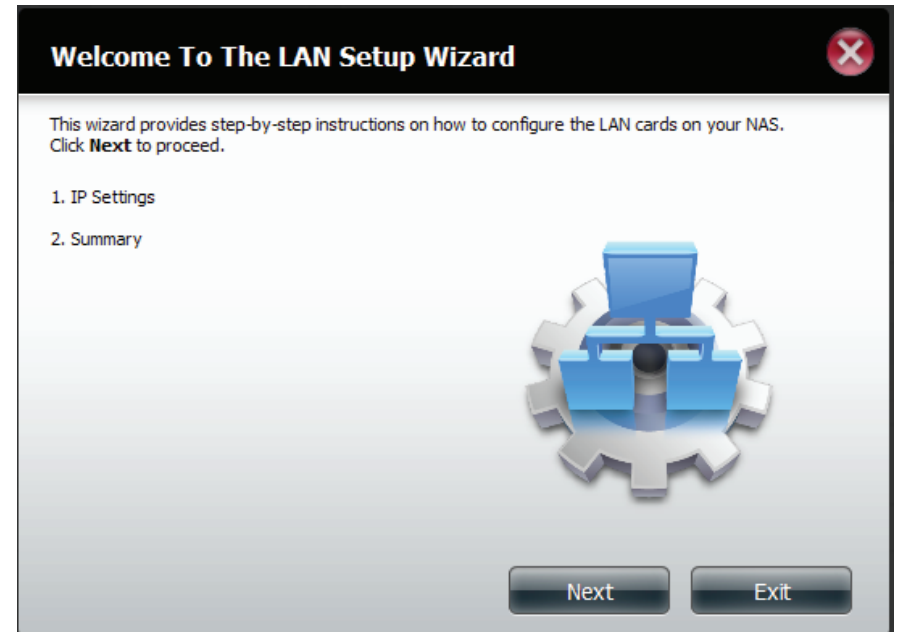 Welcome To The LAN Setup Wizard
This wizard provides step-by-step instructions on how to configure the LAN cards on your NAS.
Click Next to proceed.
1. IP Settings
2. Summary
Next
Exit